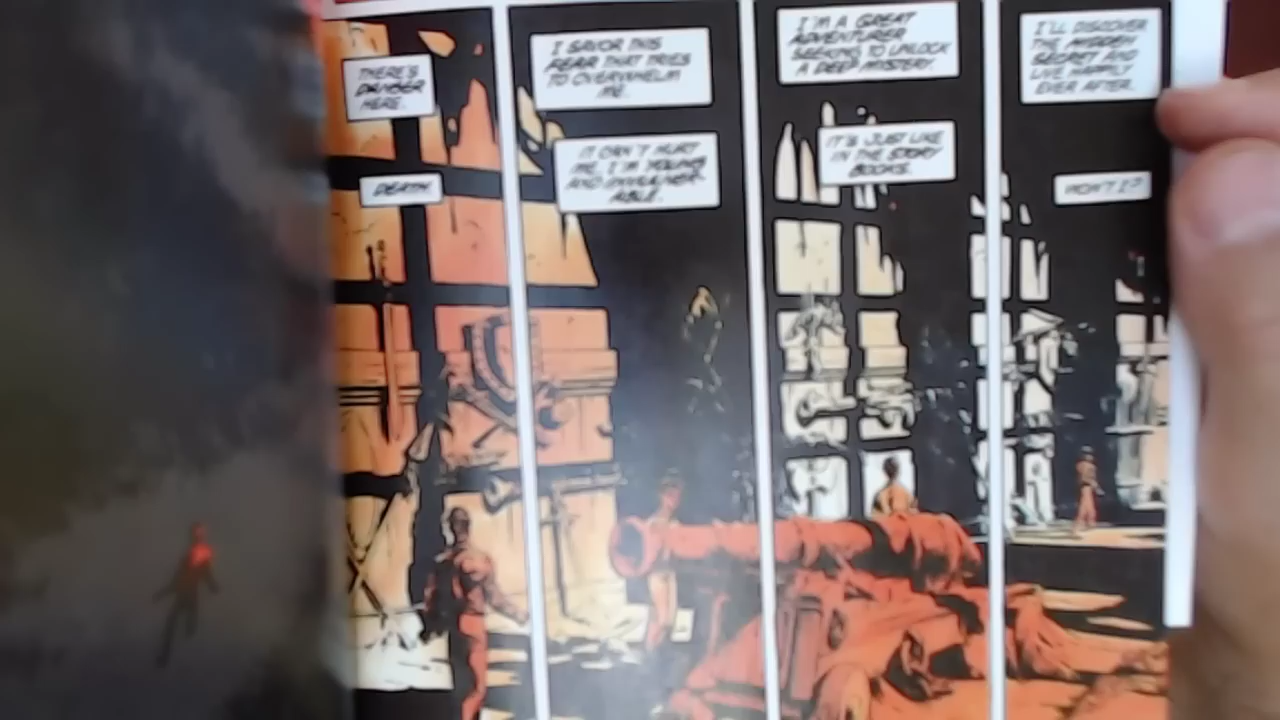 THERE'S
DANGER
HERE.
DEATH.
I SAVOR THIS
FEAR THAT TRIES
TO OVERWHELM
ME.
IT CAN'T HURT
ME. I'M YOUNG
AND INVULNER-
ABLE.
I'M A GREAT
ADVENTURER
SEEKING TO UNLOCK
A DEEP MYSTERY.
IT'S JUST LIKE
IN THE STORY
BOOKS.
I'LL DISCOVER
THE HIDDEN
SECRET AND
LIVE HAPPILY
EVER AFTER.
WON'T I?